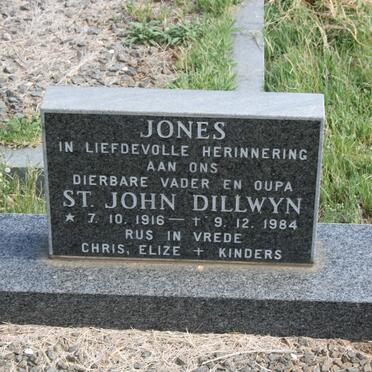 JONES
IN LIEFDEVOLLE HERINNERING
AAN ONS
DIERBARE VADER EN OUPA
ST. JOHN DILLWYN
* 7. 10. 1916 — † 9. 12. 1984
RUS IN VREDE
CHRIS, ELIZE + KINDERS